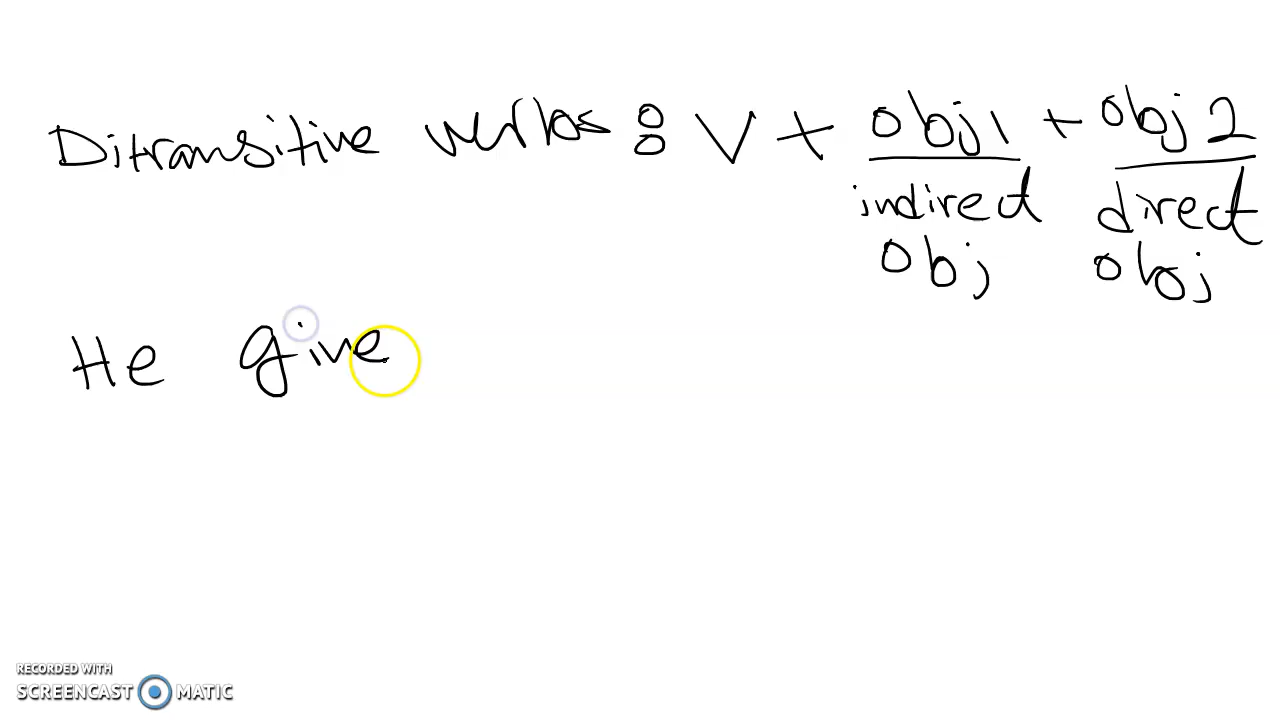 Ditransitive verbs : V + Obj1 + Obj2
indirect direct
Obj obj
He give
RECORDED WITH
SCREENCAST MATIC